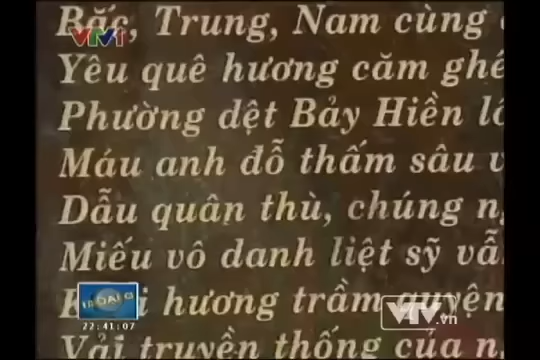 VTV1
Bắc, Trung, Nam cùng
Yêu quê hương căm
Phường dệt Bảy Hiền
Máu anh đỗ thấm sâu
Dẫu quân thù, chúng
Miếu vô danh liệt sỹ
hương trầm quyện
22:41:07
VTV.vn
Vải truyền thống của